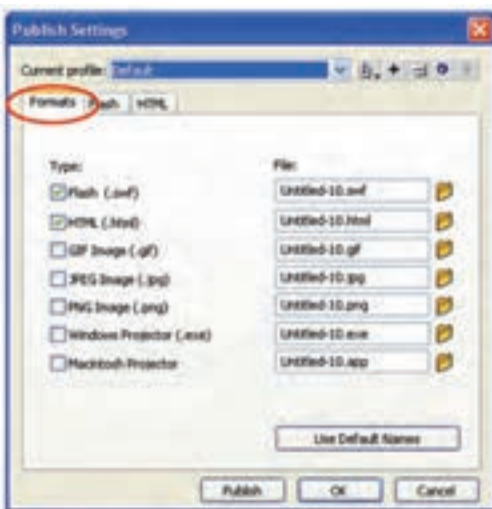 Publish Settings
Current profile: Default
Formats Flash HTML
Type: File:
Flash (.swf) Untitled-10.swf
HTML (.html) Untitled-10.html
GIF Image (.gif) Untitled-10.gif
JPEG Image (.jpg) Untitled-10.jpg
PNG Image (.png) Untitled-10.png
Windows Projector (.exe) Untitled-10.exe
Macintosh Projector Untitled-10.app
Use Default Names
Publish OK Cancel